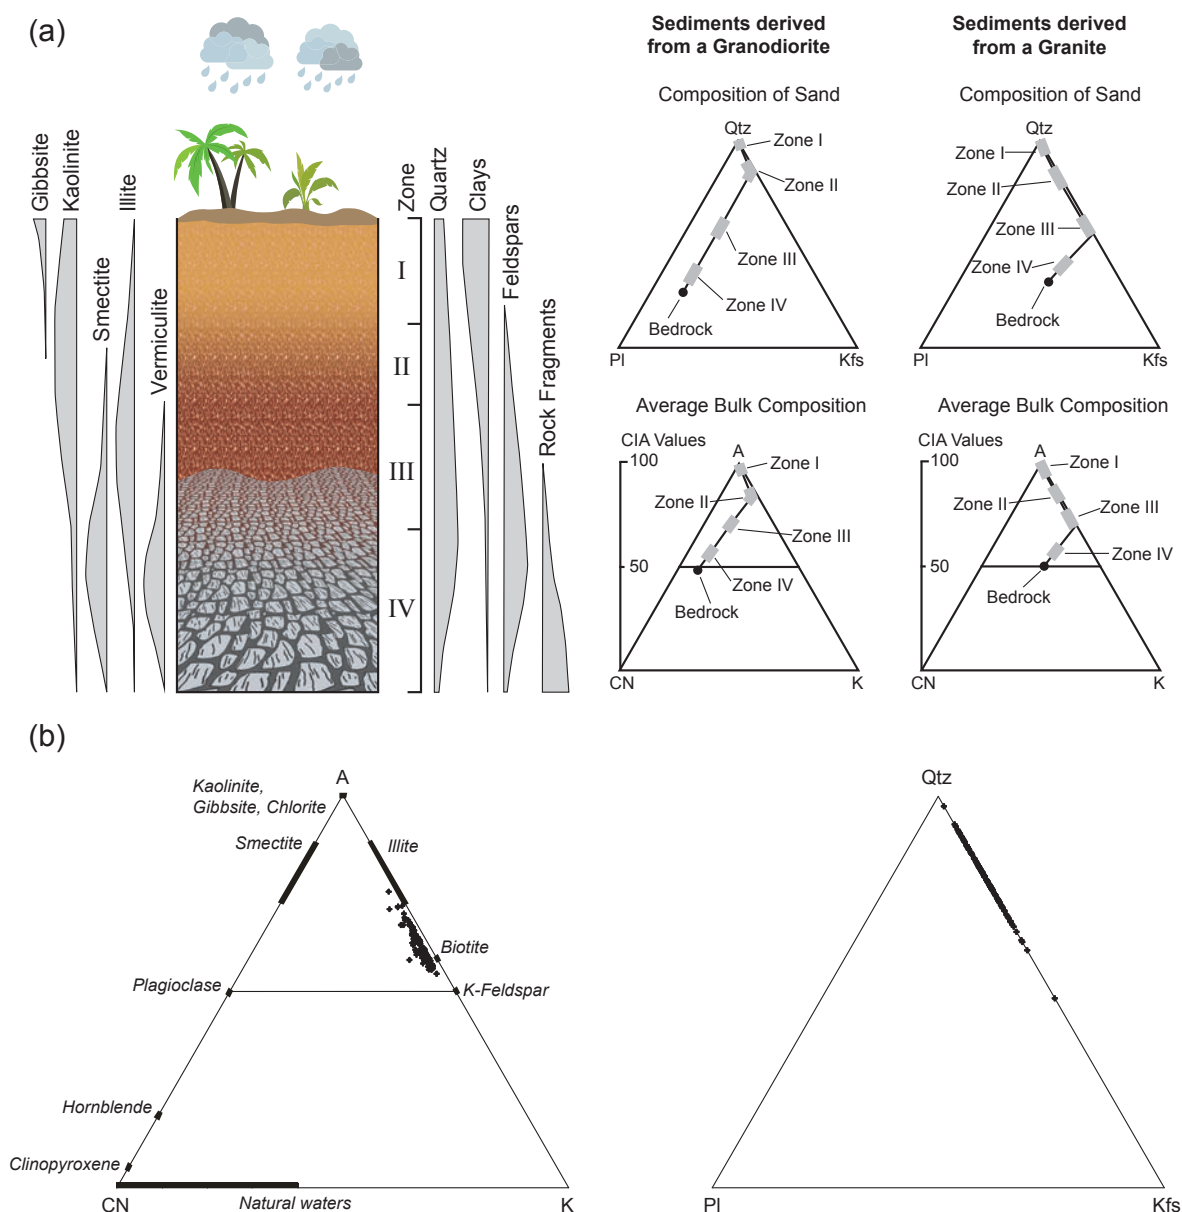 (a)
Gibbsite
Kaolinite
Smectite
Illite
Vermiculite
Zone
Quartz
Clays
Feldspars
Rock Fragments
I
II
III
IV
Sediments derived
from a Granodiorite
Composition of Sand
Qtz
Zone I
Zone II
Zone III
Zone IV
Bedrock
Pl
Kfs
Sediments derived
from a Granite
Composition of Sand
Qtz
Zone I
Zone II
Zone III
Zone IV
Bedrock
Pl
Kfs
Average Bulk Composition
CIA Values
A
100
Zone I
Zone II
Zone III
50
Zone IV
Bedrock
CN
K
Average Bulk Composition
CIA Values
A
100
Zone I
Zone II
Zone III
Zone IV
50
Bedrock
CN
K
(b)
A
Kaolinite,
Gibbsite, Chlorite
Smectite
Illite
Biotite
Plagioclase
K-Feldspar
Hornblende
Clinopyroxene
CN
Natural waters
K
Qtz
Pl
Kfs